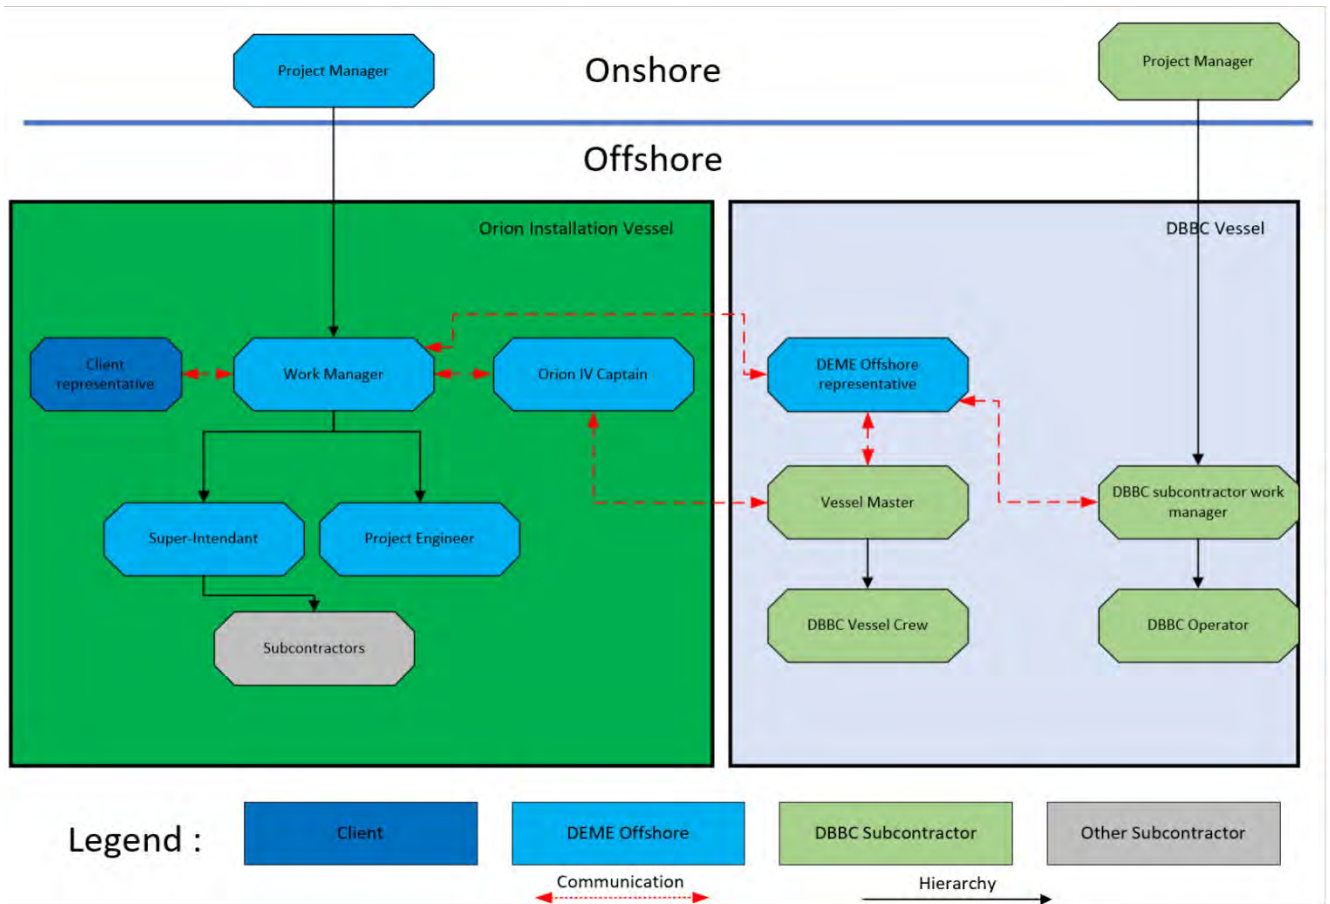 Project Manager
Onshore
Project Manager
Offshore
Orion Installation Vessel
DBBC Vessel
Client
representative
Work Manager
Orion IV Captain
DEME Offshore
representative
Super-Intendant
Project Engineer
Vessel Master
DBBC subcontractor work
manager
Subcontractors
DBBC Vessel Crew
DBBC Operator
Legend :
Client
DEME Offshore
DBBC Subcontractor
Other Subcontractor
Communication
Hierarchy